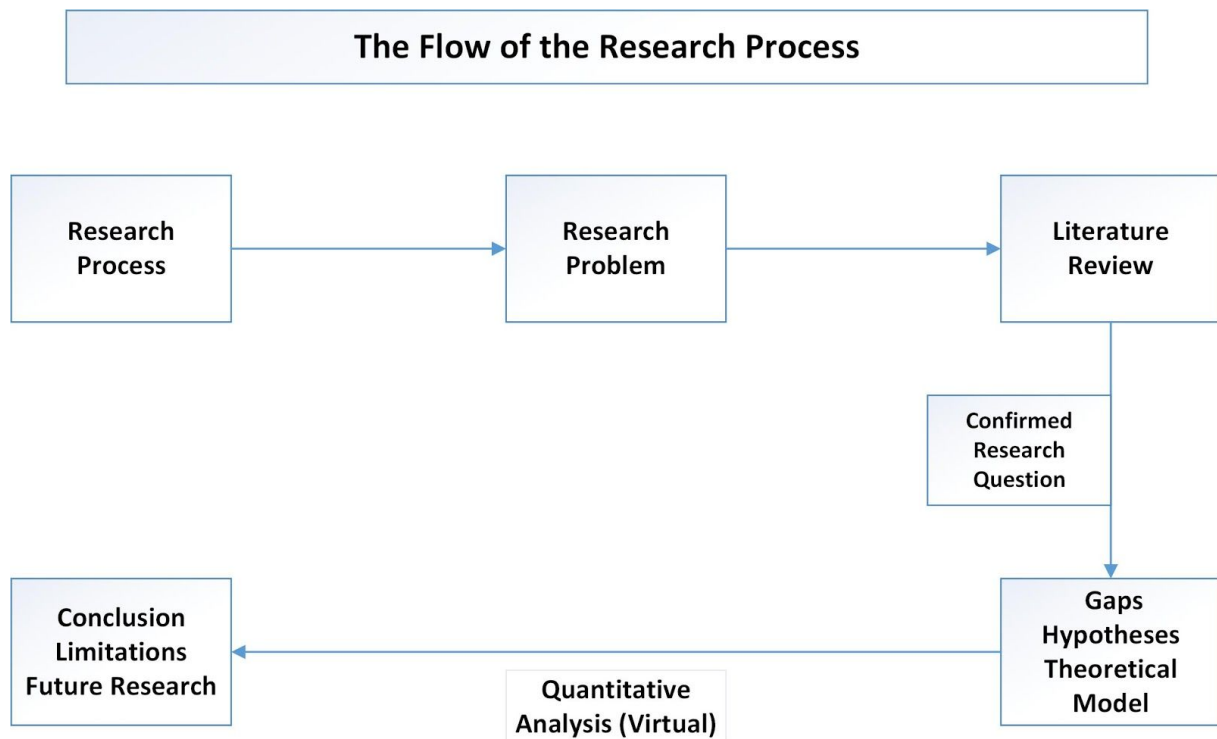 The Flow of the Research Process
Research
Process
Research
Problem
Literature
Review
Confirmed
Research
Question
Gaps
Hypotheses
Theoretical
Model
Quantitative
Analysis (Virtual)
Conclusion
Limitations
Future Research